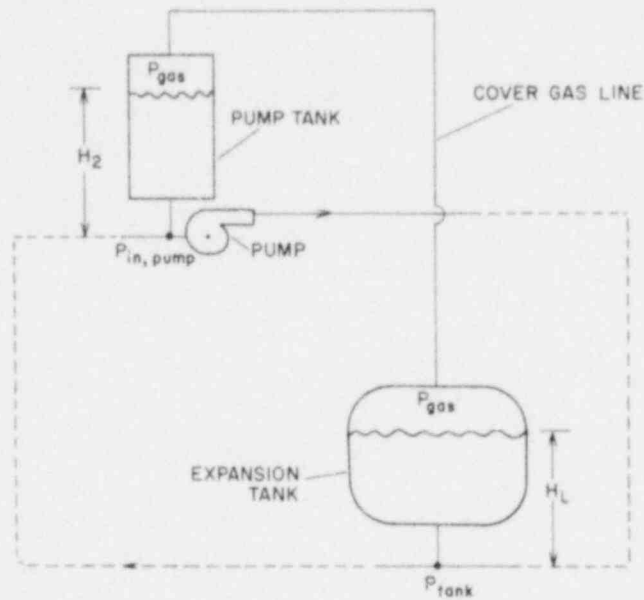 P_gas
COVER GAS LINE
PUMP TANK
H_2
P_in, pump
PUMP
P_gas
EXPANSION
TANK
H_L
P_tank